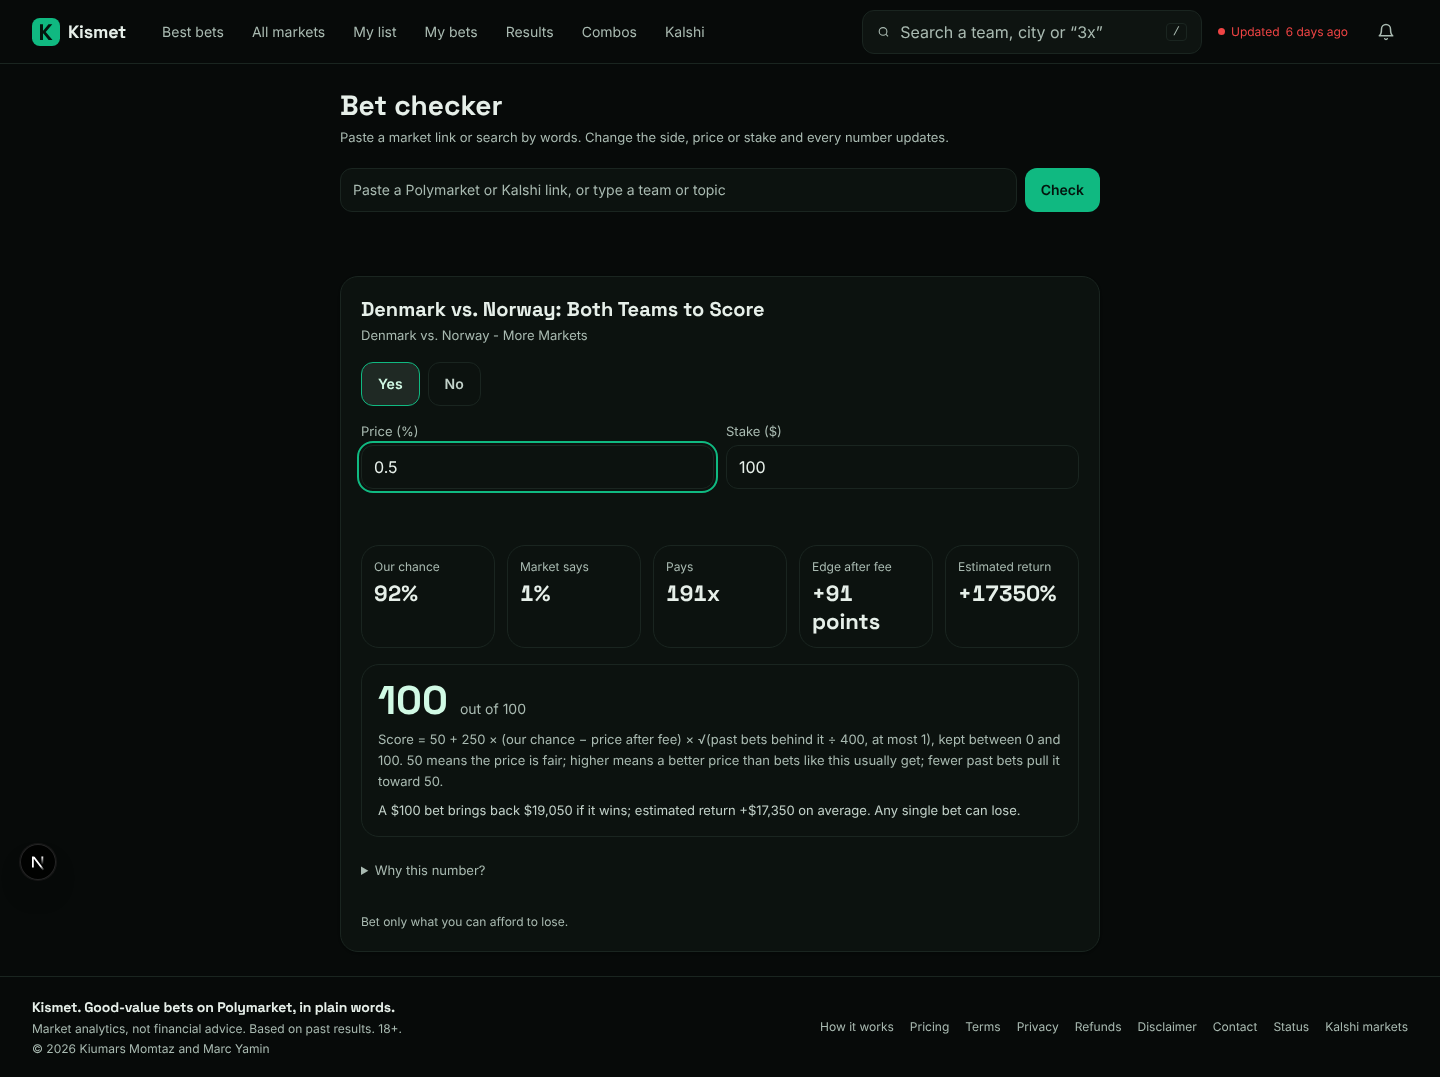 Kismet
Best bets
All markets
My list
My bets
Results
Combos
Kalshi
Search a team, city or “3x”
/
Updated 6 days ago
Bet checker
Paste a market link or search by words. Change the side, price or stake and every number updates.
Paste a Polymarket or Kalshi link, or type a team or topic
Check
Denmark vs. Norway: Both Teams to Score
Denmark vs. Norway - More Markets
Yes
No
Price (%)
Stake ($)
0.5
100
Our chance
92%
Market says
1%
Pays
191x
Edge after fee
+91
points
Estimated return
+17350%
100 out of 100
Score = 50 + 250 × (our chance − price after fee) × √(past bets behind it ÷ 400, at most 1), kept between 0 and
100. 50 means the price is fair; higher means a better price than bets like this usually get; fewer past bets pull it
toward 50.
A $100 bet brings back $19,050 if it wins; estimated return +$17,350 on average. Any single bet can lose.
Why this number?
Bet only what you can afford to lose.
Kismet. Good-value bets on Polymarket, in plain words.
Market analytics, not financial advice. Based on past results. 18+.
© 2026 Kiumars Momtaz and Marc Yamin
How it works
Pricing
Terms
Privacy
Refunds
Disclaimer
Contact
Status
Kalshi markets